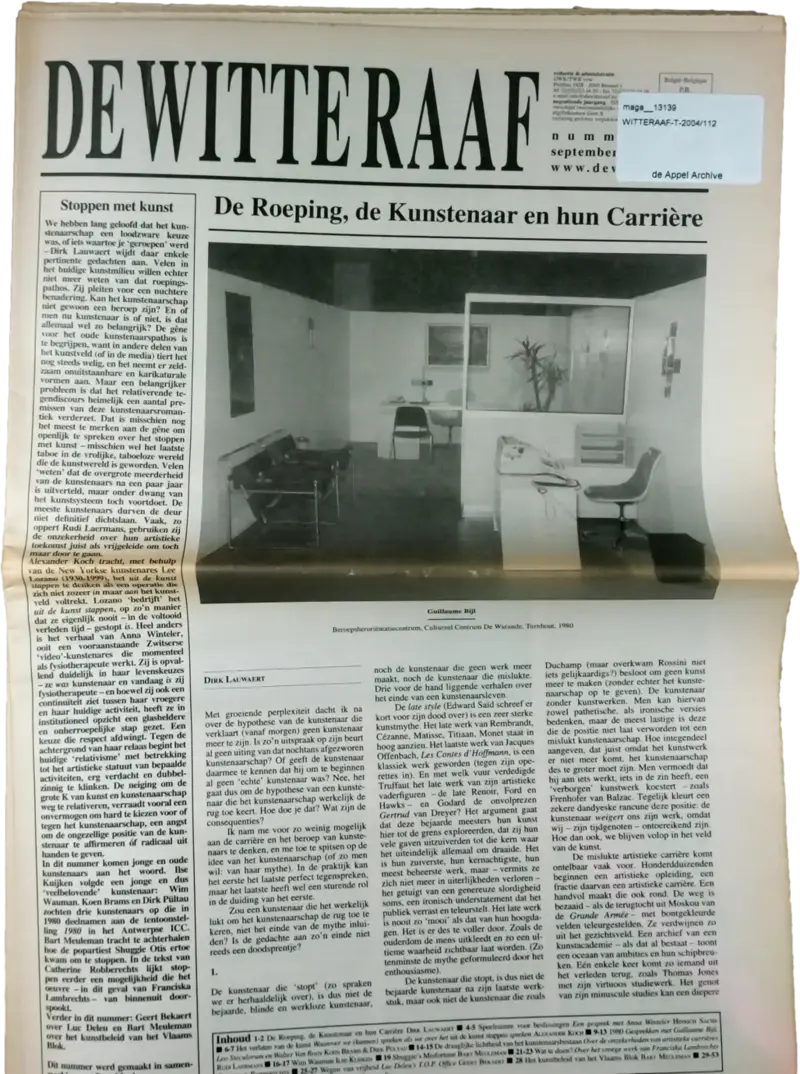 DE WITTE RAAF
redactie & administratie
België-Belgique
P.B.
maga__13139
WITTERAAF-T-2004/112
de Appel Archive
n u m m
september
w w w . d e v
De Roeping, de Kunstenaar en hun Carrière
Stoppen met kunst
We hebben lang geloofd dat het kun-
stenaarschap een loodzware keuze
was, of iets waartoe je 'geroepen' werd
– Dirk Lauwaert wijdt daar enkele
pertinente gedachten aan. Velen in
het huidige kunstmilieu willen echter
niet meer weten van dat roepings-
pathos. Zij pleiten voor een nuchtere
benadering. Kan het kunstenaarschap
niet gewoon een beroep zijn? En of
men nu kunstenaar is of niet, is dat
allemaal wel zo belangrijk? De gêne
voor het oude kunstenaarspathos is
te begrijpen, want in andere delen van
het kunstveld (of in de media) tiert het
nog steeds welig, en het neemt er zeld-
zaam onuitstaanbare en karikaturale
vormen aan. Maar een belangrijker
probleem is dat het relativerende te-
gendiscours heimelijk een aantal pre-
missen van deze kunstenaarsroman-
tiek verderzet. Dat is misschien nog
het meest te merken aan de gêne om
openlijk te spreken over het stoppen
met kunst – misschien wel het laatste
taboe in de vrolijke, taboeloze wereld
die de kunstwereld is geworden. Velen
'weten' dat de overgrote meerderheid
van de kunstenaars na een paar jaar
is uitverteld, maar onder dwang van
het kunstsysteem toch voortdoet. De
meeste kunstenaars durven de deur
niet definitief dichtslaan. Vaak, zo
oppert Rudi Laermans, gebruiken zij
de onzekerheid over hun artistieke
toekomst juist als vrijgeleide om toch
maar door te gaan.
Alexander Koch tracht, met behulp
van de New Yorkse kunstenares Lee
Lozano (1930-1999), het uit de kunst
stappen te denken als een operatie die
zich niet zozeer in maar aan het kunst-
veld voltrekt. Lozano 'bedrijft' het
uit de kunst stappen, op zo'n manier
dat ze eigenlijk nooit – in de voltooid
verleden tijd – gestopt is. Heel anders
is het verhaal van Anna Winteler,
ooit een vooraanstaande Zwitserse
'video'-kunstenares die momenteel
als fysiotherapeute werkt. Zij is opval-
lend duidelijk in haar levenskeuzes
– ze was kunstenaar en vandaag is zij
fysiotherapeute – en hoewel zij ook een
continuïteit ziet tussen haar vroegere
en haar huidige activiteit, heeft ze in
institutioneel opzicht een glasheldere
en onherroepelijke stap gezet. Een
keuze die respect afdwingt. Tegen de
achtergrond van haar relaas begint het
huidige 'relativisme' met betrekking
tot het artistieke statuut van bepaalde
activiteiten, erg verdacht en dubbel-
zinnig te klinken. De neiging om de
grote K van kunst en kunstenaarschap
weg te relativeren, verraadt vooral een
onvermogen om hard te kiezen voor of
tegen het kunstenaarschap, een angst
om de ongezellige positie van de kun-
stenaar te affirmeren óf radicaal uit
handen te geven.
In dit nummer komen jonge en oude
kunstenaars aan het woord. Ilse
Kuijken volgde een jonge en dus
'veelbelovende' kunstenaar: Wim
Wauman. Koen Brams en Dirk Pültau
zochten drie kunstenaars op die in
1980 deelnamen aan de tentoonstel-
ling 1980 in het Antwerpse ICC.
Bart Meuleman tracht te achterhalen
hoe de popartiest Shuggie Otis ertoe
kwam om te stoppen. In de tekst van
Catherine Robberechts lijkt stop-
pen eerder een mogelijkheid die het
oeuvre – in dit geval van Franciska
Lambrechts – van binnenuit door-
spookt.
Verder in dit nummer: Geert Bekaert
over Luc Deleu en Bart Meuleman
over het kunstbeleid van het Vlaams
Blok.
Dit nummer werd gemaakt in samen-
Guillaume Bijl
Beroepsoriëntatiecentrum, Cultureel Centrum De Warande, Turnhout, 1980
DIRK LAUWAERT
Met groeiende perplexiteit dacht ik na
over de hypothese van de kunstenaar die
verklaart (vanaf morgen) geen kunstenaar
meer te zijn. Is zo'n uitspraak op zijn beurt
al geen uiting van dat nochtans afgezworen
kunstenaarschap? Of geeft de kunstenaar
daarmee te kennen dat hij om te beginnen
al geen 'echte' kunstenaar was? Nee, het
gaat dus om de hypothese van een kunste-
naar die het kunstenaarschap werkelijk de
rug toe keert. Hoe doe je dat? Wat zijn de
consequenties?
Ik nam me voor zo weinig mogelijk
aan de carrière en het beroep van kunste-
naars te denken, en me toe te spitsen op de
idee van het kunstenaarschap (of zo men
wil: van haar mythe). In de praktijk kan
het eerste het laatste perfect tegenspreken,
maar het laatste heeft wel een sturende rol
in de duiding van het eerste.
Zou een kunstenaar die het werkelijk
lukt om het kunstenaarschap de rug toe te
keren, niet het einde van de mythe inlui-
den? Is de gedachte aan zo'n einde niet
reeds een doodsprentje?
1.
De kunstenaar die 'stopt' (zo spraken
we er herhaaldelijk over), is dus niet de
bejaarde, blinde en werkloze kunstenaar,
noch de kunstenaar die geen werk meer
maakt, noch de kunstenaar die mislukte.
Drie voor de hand liggende verhalen over
het einde van een kunstenaarsleven.
De late style (Edward Saïd schreef er
kort voor zijn dood over) is een zeer sterke
kunstmythe. Het late werk van Rembrandt,
Cézanne, Matisse, Titiaan, Monet staat in
hoog aanzien. Het laatste werk van Jacques
Offenbach, Les Contes d'Hoffmann, is een
klassiek werk geworden (tegen zijn ope-
rettes in). En met welk vuur verdedigde
Truffaut het late werk van zijn artistieke
vaderfiguren – de late Renoir, Ford en
Hawks – en Godard de onvolprezen
Gertrud van Dreyer? Het argument gaat
dat deze bejaarde meesters hun kunst
hier tot de grens exploreerden, dat zij hun
vele gaven uitzuiverden tot die kern waar
het uiteindelijk allemaal om draaide. Het
is hun zuiverste, hun kernachtigste, hun
meest beheerste werk, maar – vermits ze
zich niet meer in uiterlijkheden verloren –
het getuigt van een genereuze slordigheid
soms, een ironisch understatement dat het
publiek verrast en teleurstelt. Het late werk
is nooit zo 'mooi' als dat van hun hoogda-
gen. Het is er des te voller door. Zoals de
ouderdom de mens uitkleedt en zo een ul-
tieme waarheid zichtbaar laat worden. (Zo
tenminste de mythe geformuleerd door het
enthousiasme).
De kunstenaar die stopt, is dus niet de
bejaarde kunstenaar na zijn laatste werk-
stuk, maar ook niet de kunstenaar die zoals
Duchamp (maar overkwam Rossini niet
iets gelijkaardigs?) besloot om geen kunst
meer te maken (zonder echter het kunste-
naarschap op te geven). De kunstenaar
zonder kunstwerken. Men kan hiervan
zowel pathetische, als ironische versies
bedenken, maar de meest lastige is deze
die de positie niet laat verworden tot een
mislukt kunstenaarschap. Hoe integendeel
aangeven, dat juist omdat het kunstwerk
er niet meer komt, het kunstenaarschap
des te groter moet zijn. Men vermoedt dat
hij aan iets werkt, iets in de zin heeft, een
'verborgen' kunstwerk koestert – zoals
Frenhofer van Balzac. Tegelijk kleurt een
zekere dandyeske rancune deze positie: de
kunstenaar weigert ons zijn werk, omdat
wij – zijn tijdgenoten – ontoereikend zijn.
Hoe dan ook, we blijven volop in het veld
van de kunst.
De mislukte artistieke carrière komt
ontelbaar vaak voor. Honderdduizenden
beginnen een artistieke opleiding, een
fractie daarvan een artistieke carrière. Een
handvol maakt die ook rond. De weg is
bezaaid – als de terugtocht uit Moskou van
de Grande Armée – met bontgekleurde
velden teleurgestelden. Ze verdwijnen zo
uit het gezichtsveld. Een archief van een
kunstacademie – als dat al bestaat – toont
een oceaan van ambities en hun schipbreu-
ken. Eén enkele keer komt zo iemand uit
het verleden terug, zoals Thomas Jones
met zijn virtuoos studiewerk. Het genot
van zijn minuscule studies kan een diepere
Inhoud 1-2 De roeping, de Kunstenaar en hun Carrière DIRK LAUWAERT ■ 4-5 Sportieve voor beslissingen Een gesprek met Anna Winteler